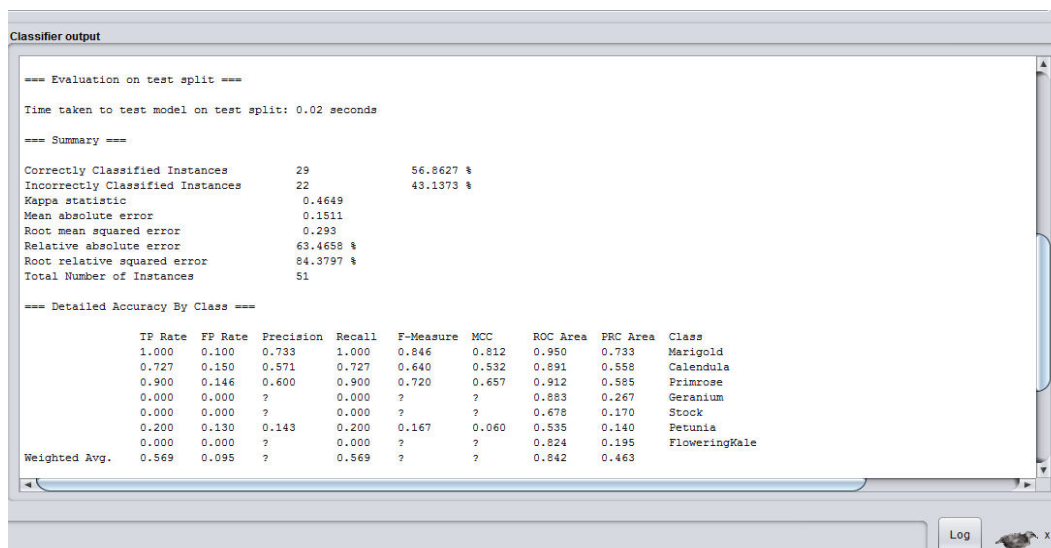 Classifier output
=== Evaluation on test split ===
Time taken to test model on test split: 0.02 seconds
=== Summary ===
Correctly Classified Instances 29 56.8627 %
Incorrectly Classified Instances 22 43.1373 %
Kappa statistic 0.4649
Mean absolute error 0.1511
Root mean squared error 0.293
Relative absolute error 63.4658 %
Root relative squared error 84.3797 %
Total Number of Instances 51
=== Detailed Accuracy By Class ===
TP Rate FP Rate Precision Recall F-Measure MCC ROC Area PRC Area Class
1.000 0.100 0.733 1.000 0.846 0.812 0.950 0.733 Marigold
0.727 0.150 0.571 0.727 0.640 0.532 0.891 0.558 Calendula
0.900 0.146 0.600 0.900 0.720 0.657 0.912 0.585 Primrose
0.000 0.000 ? 0.000 ? ? 0.883 0.267 Geranium
0.000 0.000 ? 0.000 ? ? 0.678 0.170 Stock
0.200 0.130 0.143 0.200 0.167 0.060 0.535 0.140 Petunia
0.000 0.000 ? 0.000 ? ? 0.824 0.195 FloweringKale
Weighted Avg. 0.569 0.095 ? 0.569 ? ? 0.842 0.463
Log
x